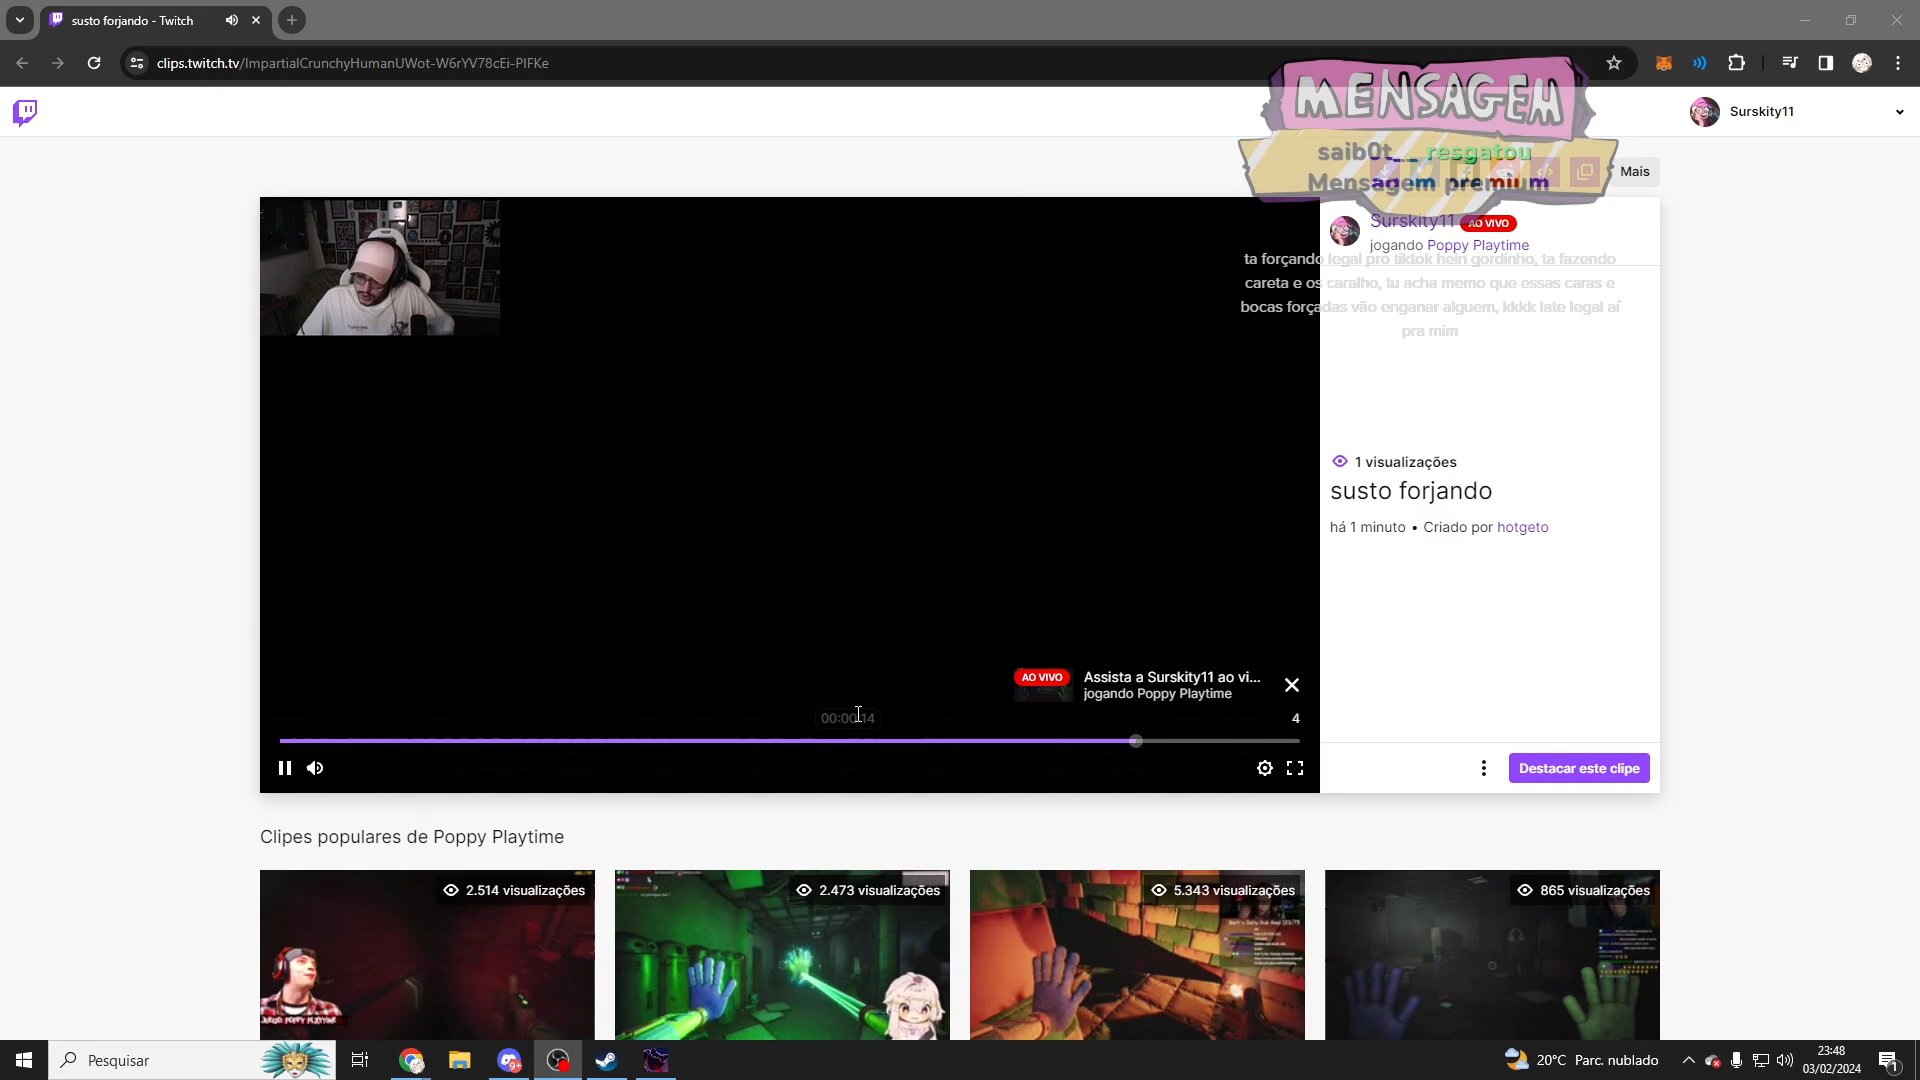 susto forjando - Twitch
clips.twitch.tv/ImpartialCrunchyHumanUWot-W6rYV78cEi-PIFKe
MENSAGEM
Surskity11
saib0t__ resgatou
Mensagem premium
Mais
Surskity11 AO VIVO
jogando Poppy Playtime
ta forçando legal pro tiktok hein gordinho, ta fazendo
careta e os caralho, tu acha memo que essas caras e
bocas forçadas vão enganar alguem, kkkk late legal aí
pra mim
1 visualizações
susto forjando
há 1 minuto • Criado por hotgeto
AO VIVO
Assista a Surskity11 ao vi...
jogando Poppy Playtime
00:00:14
4
Destacar este clipe
Clipes populares de Poppy Playtime
2.514 visualizações
2.473 visualizações
5.343 visualizações
865 visualizações
Pesquisar
9+
20°C Parc. nublado
23:48
03/02/2024
1